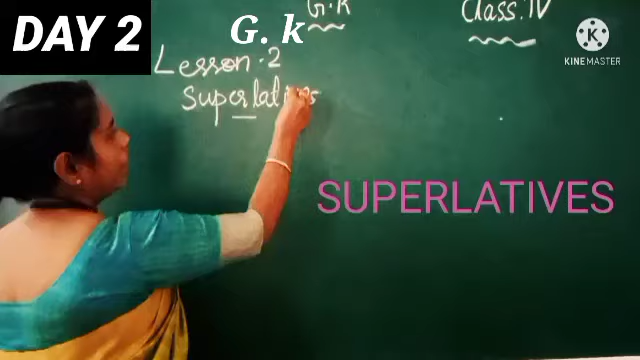 DAY 2
G. k
G.K
Class. IV
KINEMASTER
Lesson. 2
Superlatives
SUPERLATIVES